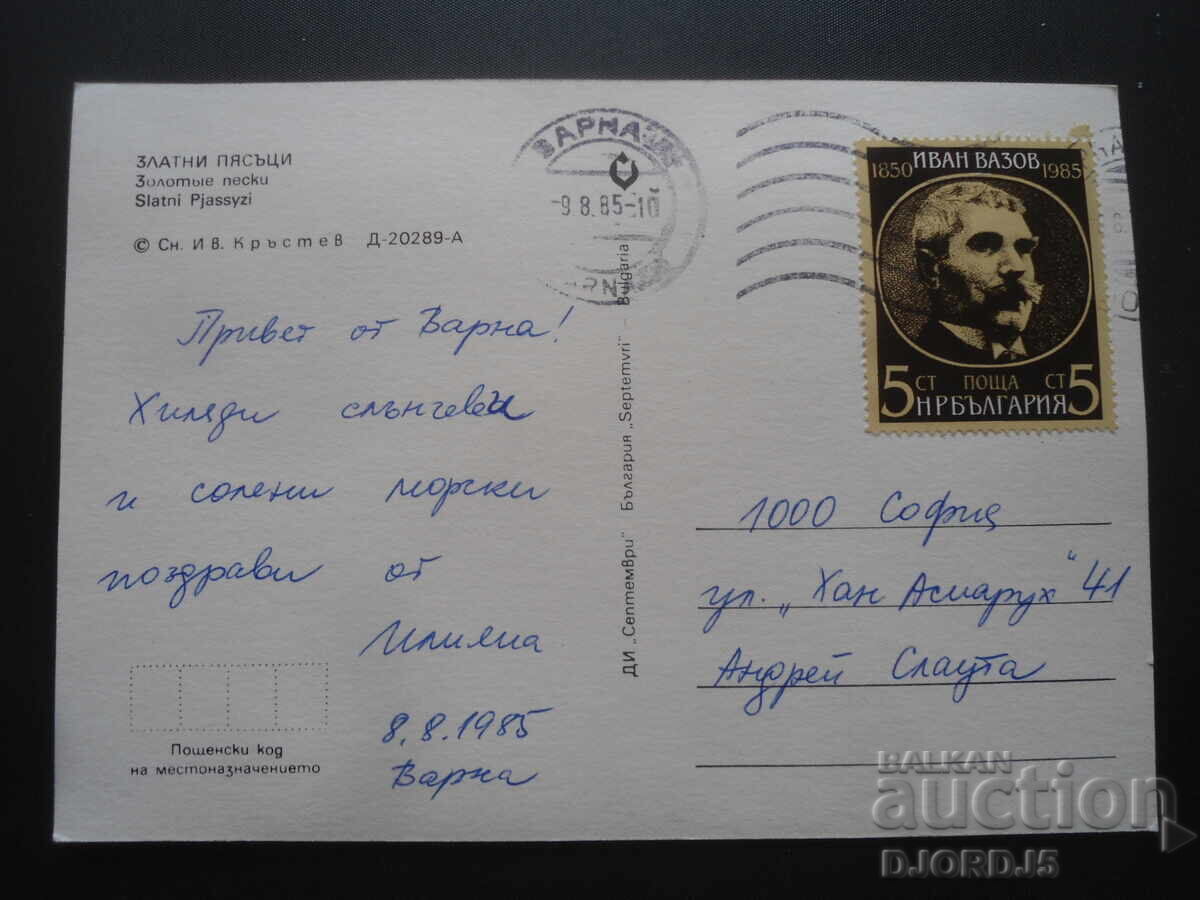 ЗЛАТНИ ПЯСЪЦИ
Золотые пески
Slatni Pjassyzi
© Сн. Ив. Кръстев Д-20289-А
Привет от Варна!
Хиляди слънчеви
и солени морски
поздрави от
Илияна
8.8.1985
Варна
Пощенски код
на местоназначението
ДИ „Септември" България „Septemvri" – Bulgaria
ВАРНА
-9.8.85-10
ИВАН ВАЗОВ
1850 1985
5 СТ ПОЩА СТ 5
НРБЪЛГАРИЯ
1000 София
ул. „Хан Аспарух" 41
Андрей Слаута
BALKAN
auction
DJORDJ5